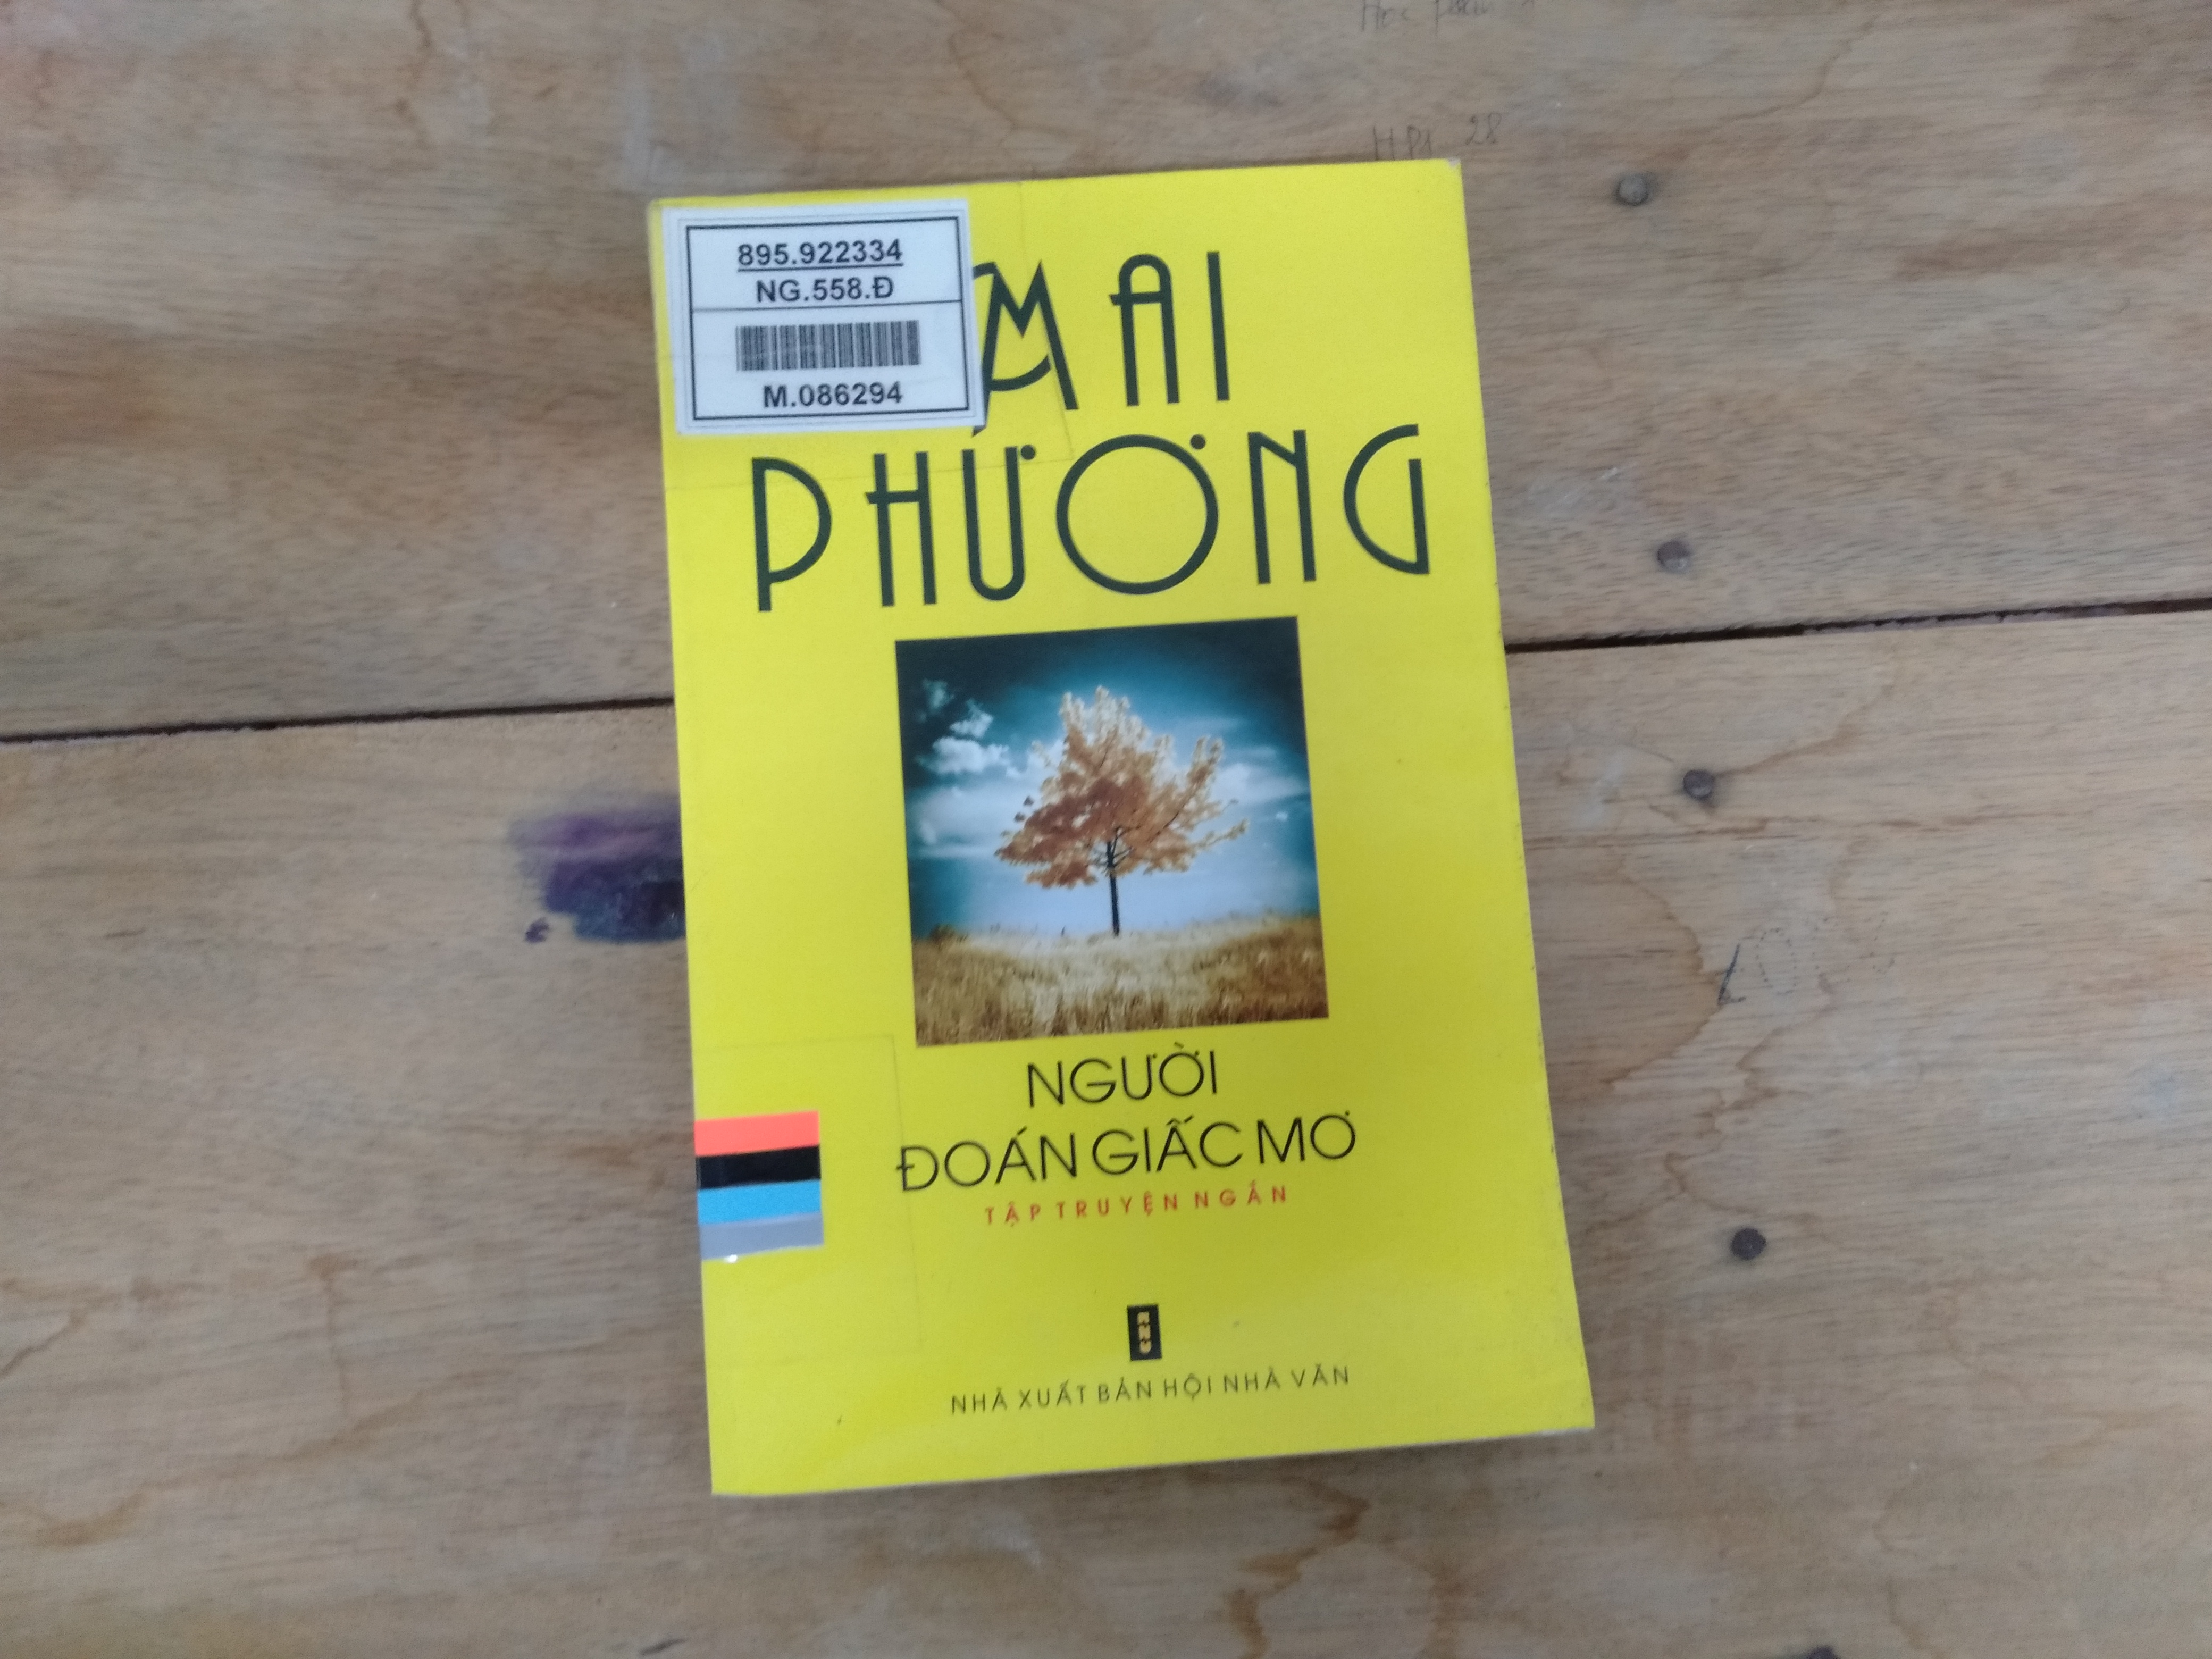 895.922334
NG.558.Đ
M.086294
MAI
PHƯƠNG
NGƯỜI
ĐOÁN GIẤC MƠ
TẬP TRUYỆN NGẮN
NHÀ XUẤT BẢN HỘI NHÀ VĂN
28